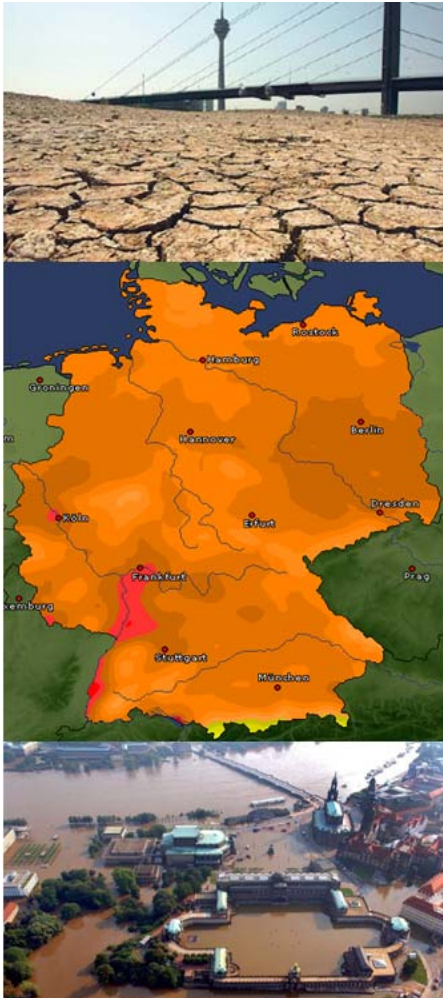 Rostock
Hamburg
Groningen
Berlin
Hannover
Dresden
Köln
Erfurt
Frankfurt
Prag
xemburg
Stuttgart
München